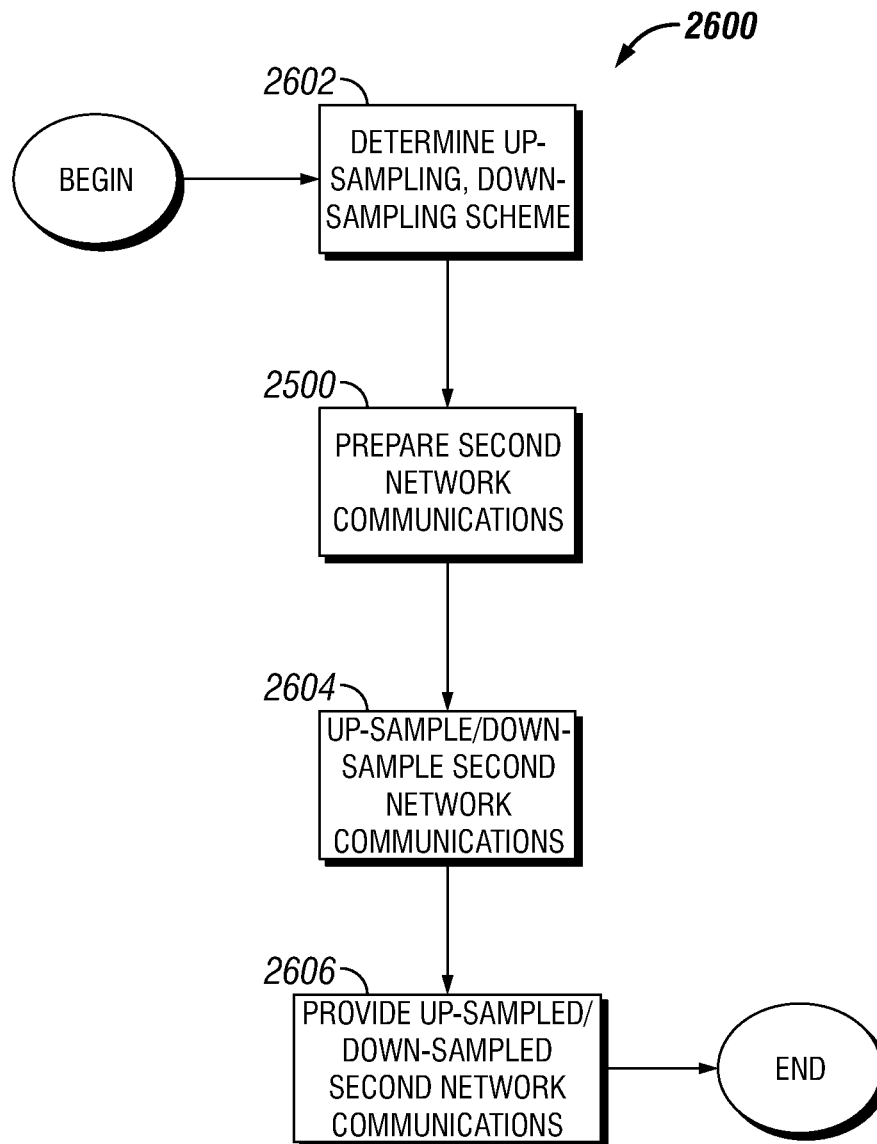 2600
2602
BEGIN
DETERMINE UP-
SAMPLING, DOWN-
SAMPLING SCHEME
2500
PREPARE SECOND
NETWORK
COMMUNICATIONS
2604
UP-SAMPLE/DOWN-
SAMPLE SECOND
NETWORK
COMMUNICATIONS
2606
PROVIDE UP-SAMPLED/
DOWN-SAMPLED
SECOND NETWORK
COMMUNICATIONS
END